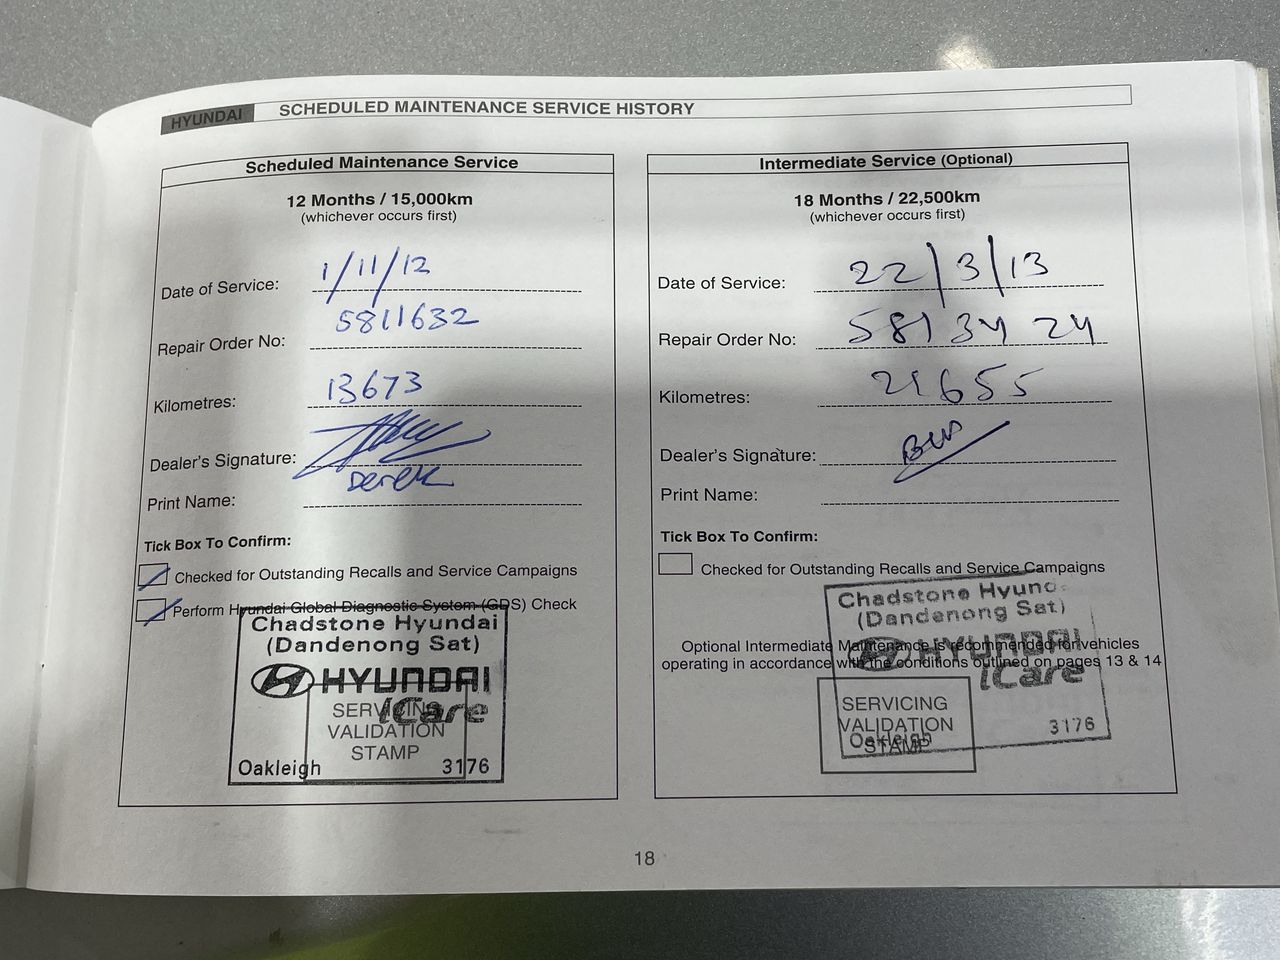 HYUNDAI SCHEDULED MAINTENANCE SERVICE HISTORY
Scheduled Maintenance Service
12 Months / 15,000km
(whichever occurs first)
Date of Service: 1/11/12
Repair Order No: 5811632
Kilometres: 13673
Dealer's Signature:
Print Name: Derek
Tick Box To Confirm:
Checked for Outstanding Recalls and Service Campaigns
Perform Hyundai Global Diagnostic System (GDS) Check
Chadstone Hyundai
(Dandenong Sat)
HYUNDAI
iCare
SERVICING
VALIDATION
STAMP
Oakleigh 3176
Intermediate Service (Optional)
18 Months / 22,500km
(whichever occurs first)
Date of Service: 22/3/13
Repair Order No: 5813424
Kilometres: 21655
Dealer's Signature:
Print Name:
Tick Box To Confirm:
Checked for Outstanding Recalls and Service Campaigns
Chadstone Hyund
(Dandenong Sat)
Optional Intermediate Maintenance is recommended for vehicles
operating in accordance with the conditions outlined on pages 13 & 14
HYUNDAI
iCare
SERVICING
VALIDATION
STAMP
Oakleigh 3176
18